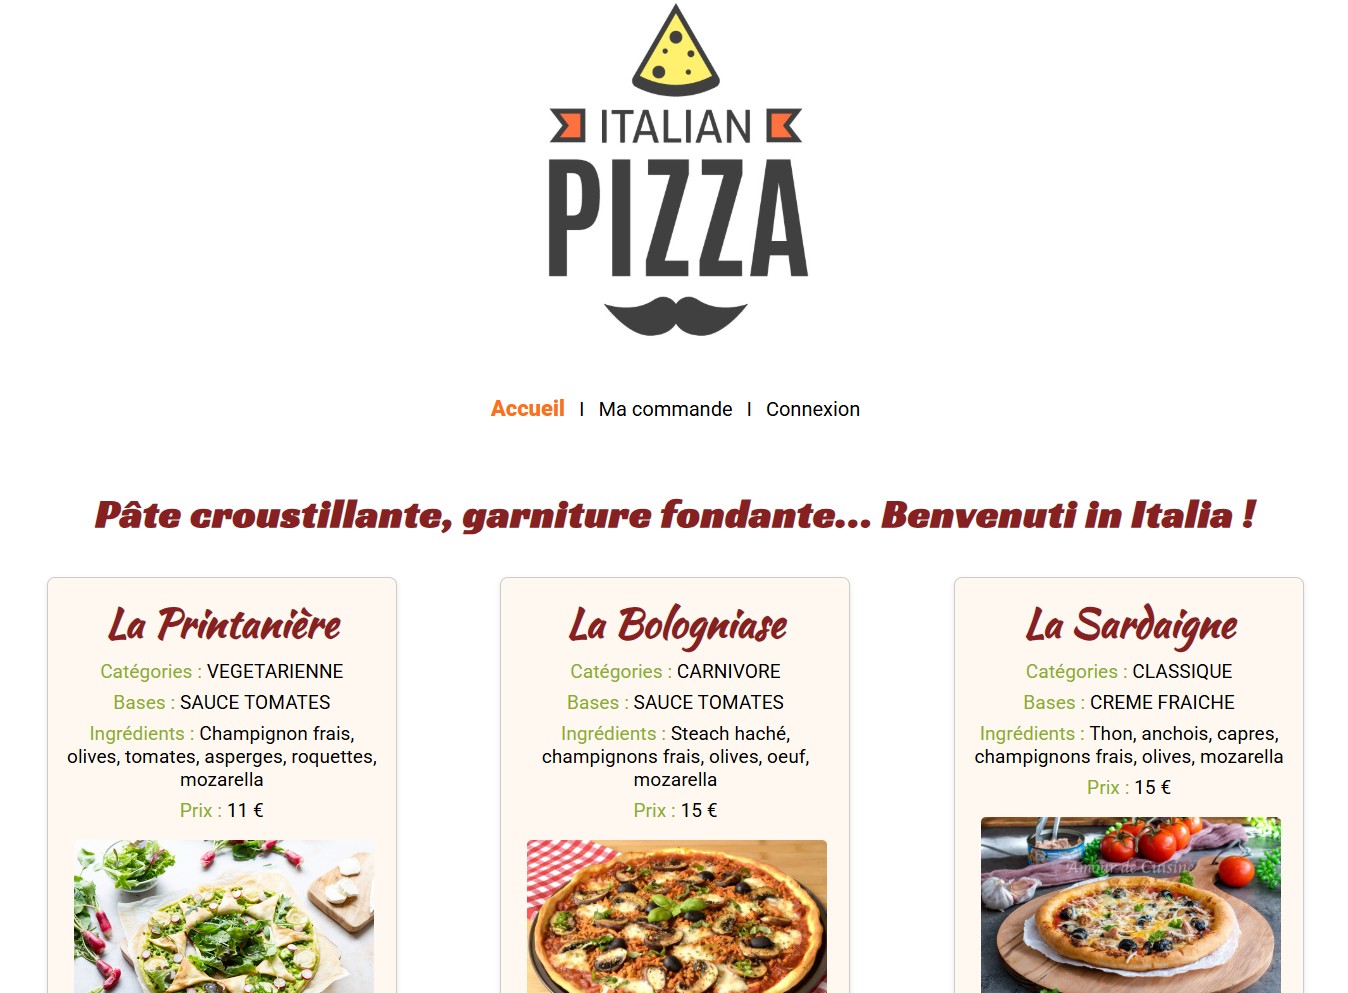 ITALIAN
PIZZA
Accueil I Ma commande I Connexion
Pâte croustillante, garniture fondante... Benvenuti in Italia !
La Printanière
Catégories : VEGETARIENNE
Bases : SAUCE TOMATES
Ingrédients : Champignon frais,
olives, tomates, asperges, roquettes,
mozarella
Prix : 11 €
La Bologniase
Catégories : CARNIVORE
Bases : SAUCE TOMATES
Ingrédients : Steach haché,
champignons frais, olives, oeuf,
mozarella
Prix : 15 €
La Sardaigne
Catégories : CLASSIQUE
Bases : CREME FRAICHE
Ingrédients : Thon, anchois, capres,
champignons frais, olives, mozarella
Prix : 15 €
Amour de Cuisine